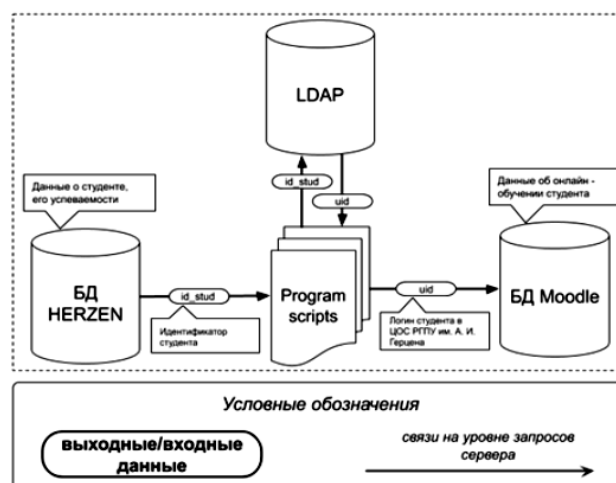 LDAP
id_stud
uid
Данные о студенте,
его успеваемости
Данные об онлайн -
обучении студента
БД
HERZEN
id_stud
Идентификатор
студента
Program
scripts
uid
Логин студента в
ЦОС РГПУ им. А. И.
Герцена
БД Moodle
Условные обозначения
выходные/входные
данные
связи на уровне запросов
сервера